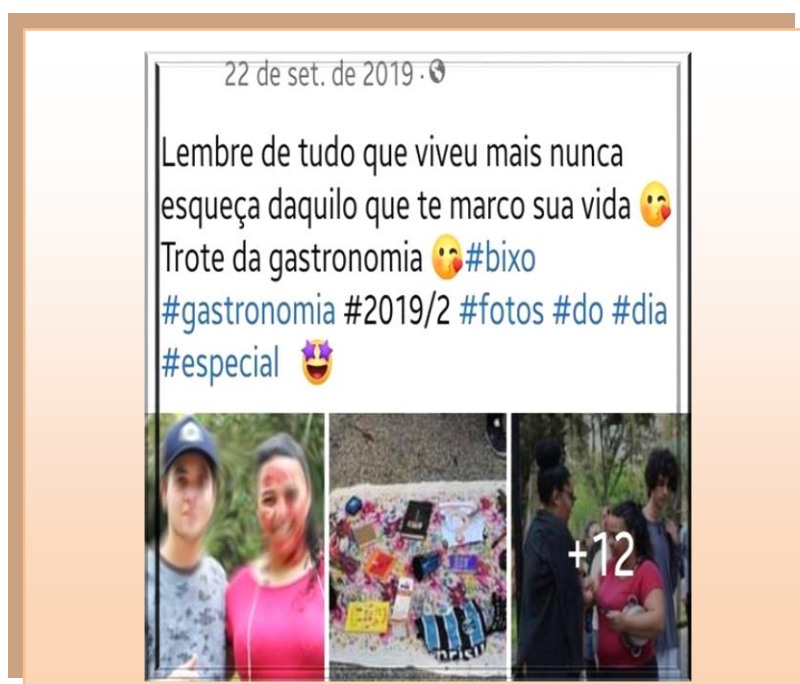 22 de set. de 2019 ·
Lembre de tudo que viveu mais nunca
esqueça daquilo que te marco sua vida 😘
Trote da gastronomia 😘#bixo
#gastronomia #2019/2 #fotos #do #dia
#especial 🤩
+12